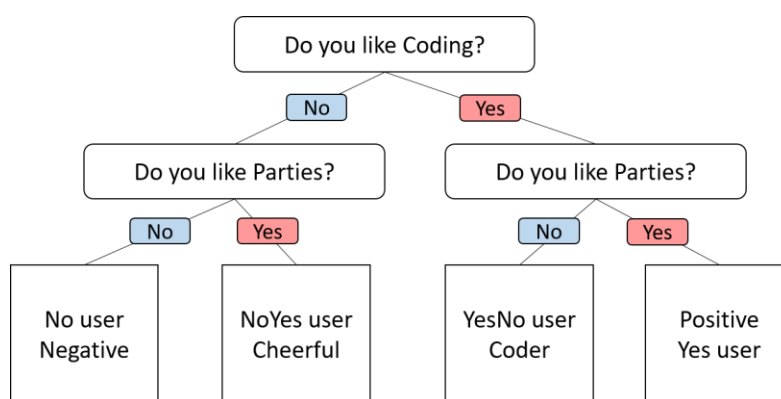 Do you like Coding?
No
Yes
Do you like Parties?
Do you like Parties?
No
Yes
No
Yes
No user
Negative
NoYes user
Cheerful
YesNo user
Coder
Positive
Yes user